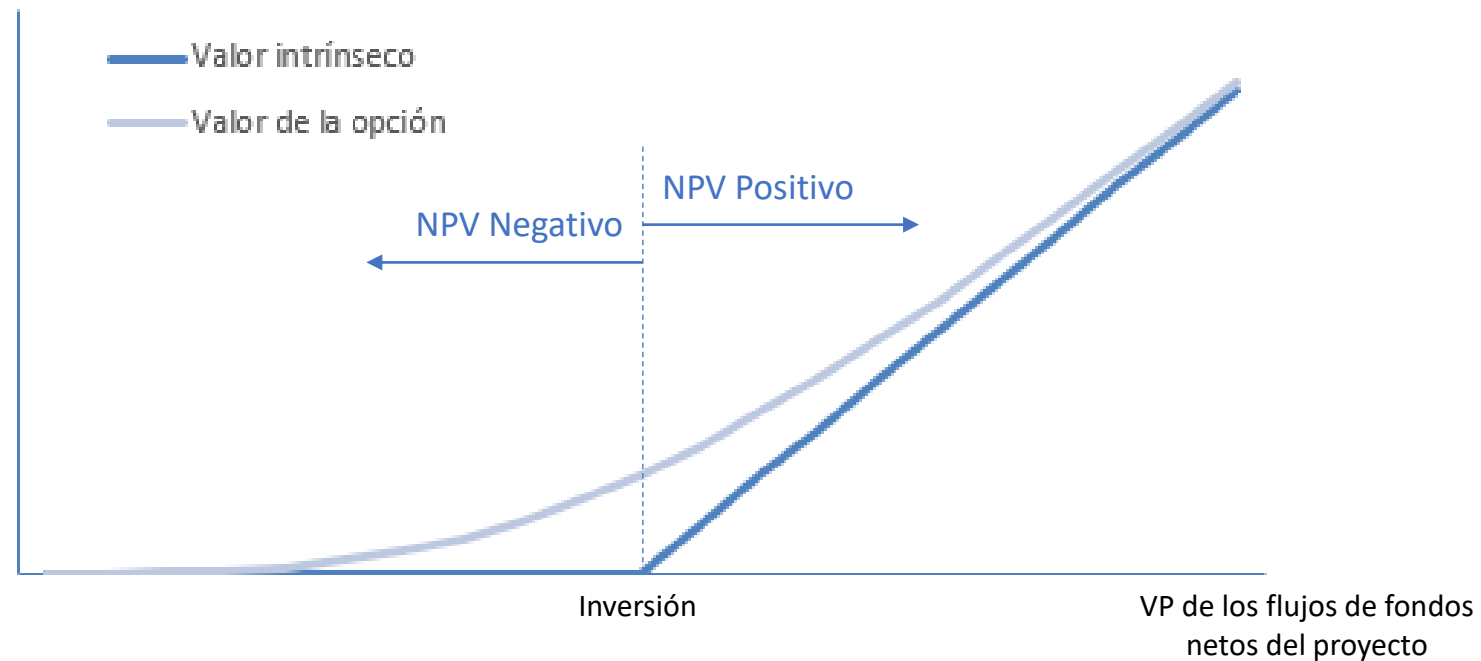 Valor intrínseco
Valor de la opción
NPV Positivo
NPV Negativo
Inversión
VP de los flujos de fondos
netos del proyecto